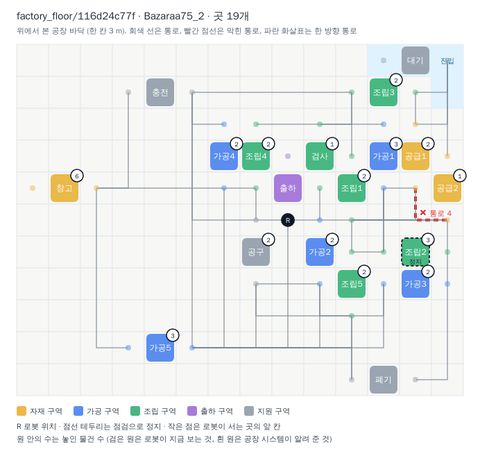 factory_floor/116d24c77f · Bazaraa75_2 · 곳 19개
위에서 본 공장 바닥 (한 칸 3 m). 회색 선은 통로, 빨간 점선은 막힌 통로, 파란 화살표는 한 방향 통로
대기
진입
충전
조립3
2
가공4
2
조립4
2
검사
1
가공1
3
공급1
2
창고
6
출하
조립1
2
공급2
1
✖ 통로 4
R
공구
2
가공2
2
조립2
3
정지
조립5
2
가공3
2
가공5
3
폐기
자재 구역
가공 구역
조립 구역
출하 구역
지원 구역
R 로봇 위치 · 점선 테두리는 점검으로 정지 · 작은 점은 로봇이 서는 곳의 앞 칸
원 안의 수는 놓인 물건 수 (검은 원은 로봇이 지금 보는 것, 흰 원은 공장 시스템이 알려 준 것)